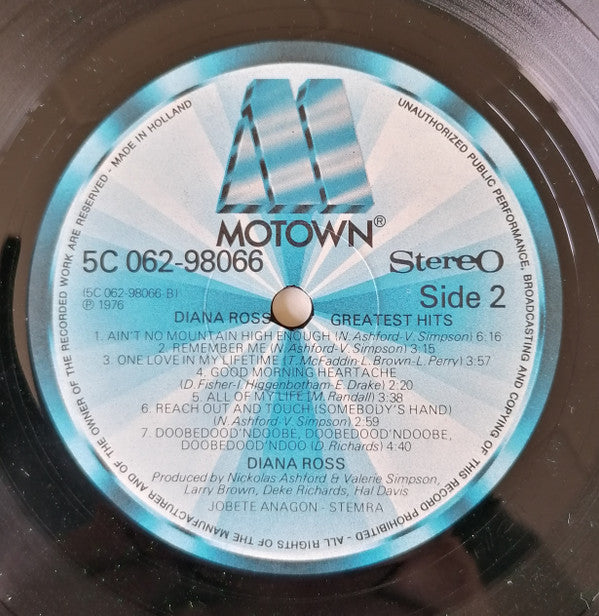 MOTOWN®
5C 062-98066
Stereo
(5C 062-98066-B)
℗ 1976
Side 2
DIANA ROSS GREATEST HITS
1. AIN'T NO MOUNTAIN HIGH ENOUGH (N. Ashford-V. Simpson) 6:16
2. REMEMBER ME (N. Ashford-V. Simpson) 3:15
3. ONE LOVE IN MY LIFETIME (T. McFaddin-L. Brown-L. Perry) 3:57
4. GOOD MORNING HEARTACHE
(D. Fisher-I. Higgenbotham-E. Drake) 2:20
5. ALL OF MY LIFE (M. Randall) 3:38
6. REACH OUT AND TOUCH (SOMEBODY'S HAND)
(N. Ashford-V. Simpson) 2:59
7. DOOBEDOOD'NDOOBE, DOOBEDOOD'NDOOBE,
DOOBEDOOD'NDOO (D. Richards) 4:40
DIANA ROSS
Produced by Nickolas Ashford & Valerie Simpson,
Larry Brown, Deke Richards, Hal Davis
JOBETE ANAGON - STEMRA
UNAUTHORIZED PUBLIC PERFORMANCE, BROADCASTING AND COPYING OF THIS RECORD PROHIBITED - ALL RIGHTS OF THE MANUFACTURER AND OF THE OWNER OF THE RECORDED WORK ARE RESERVED - MADE IN HOLLAND